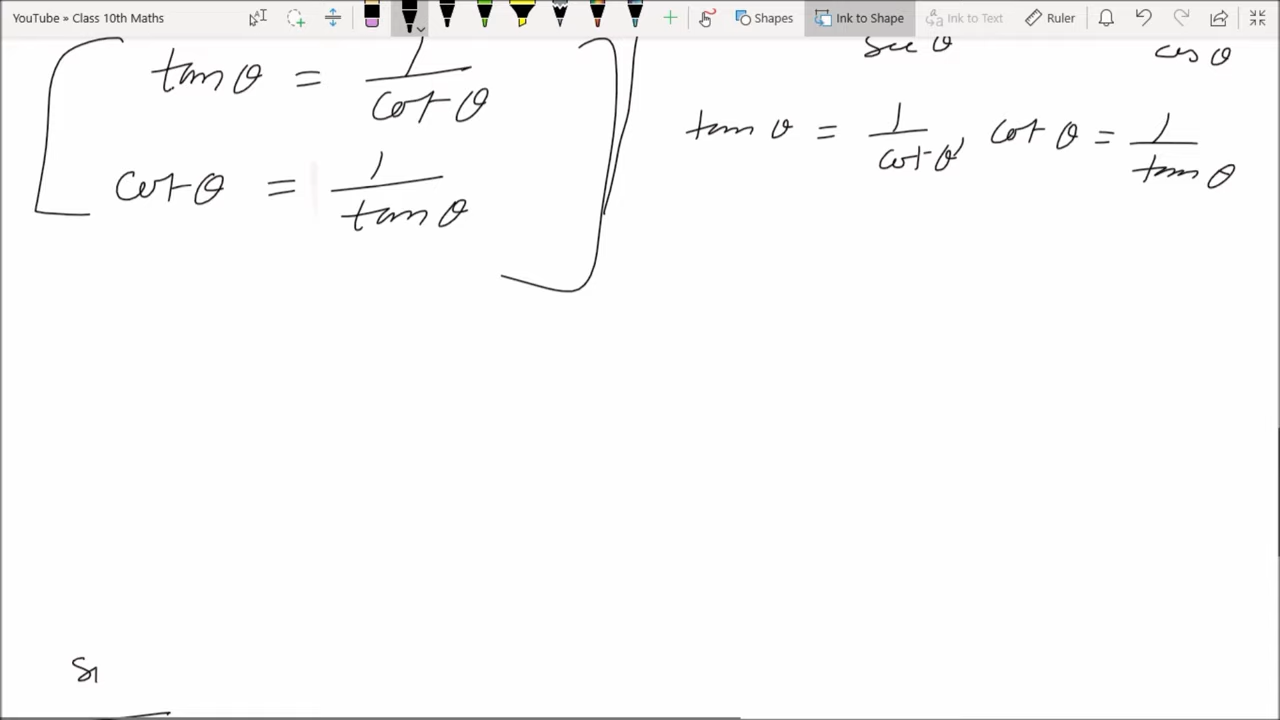 YouTube » Class 10th Maths
Shapes
Ink to Shape
Ink to Text
Ruler
tan θ = 1/cot θ
cot θ = 1/tan θ
sec θ
cos θ
tan θ = 1/cot θ, cot θ = 1/tan θ